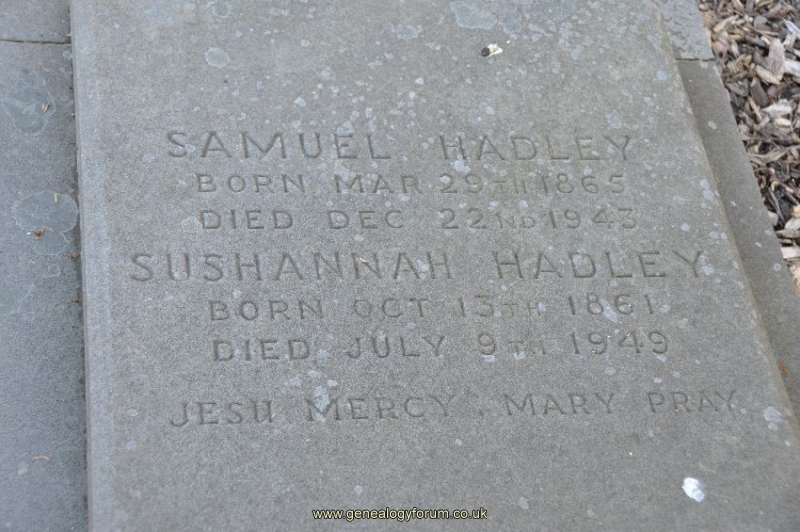 SAMUEL HADLEY
BORN MAR 29TH 1865
DIED DEC 22ND 1943
SUSHANNAH HADLEY
BORN OCT 13TH 1861
DIED JULY 9TH 1949
JESU MERCY. MARY PRAY
www.genealogyforum.co.uk